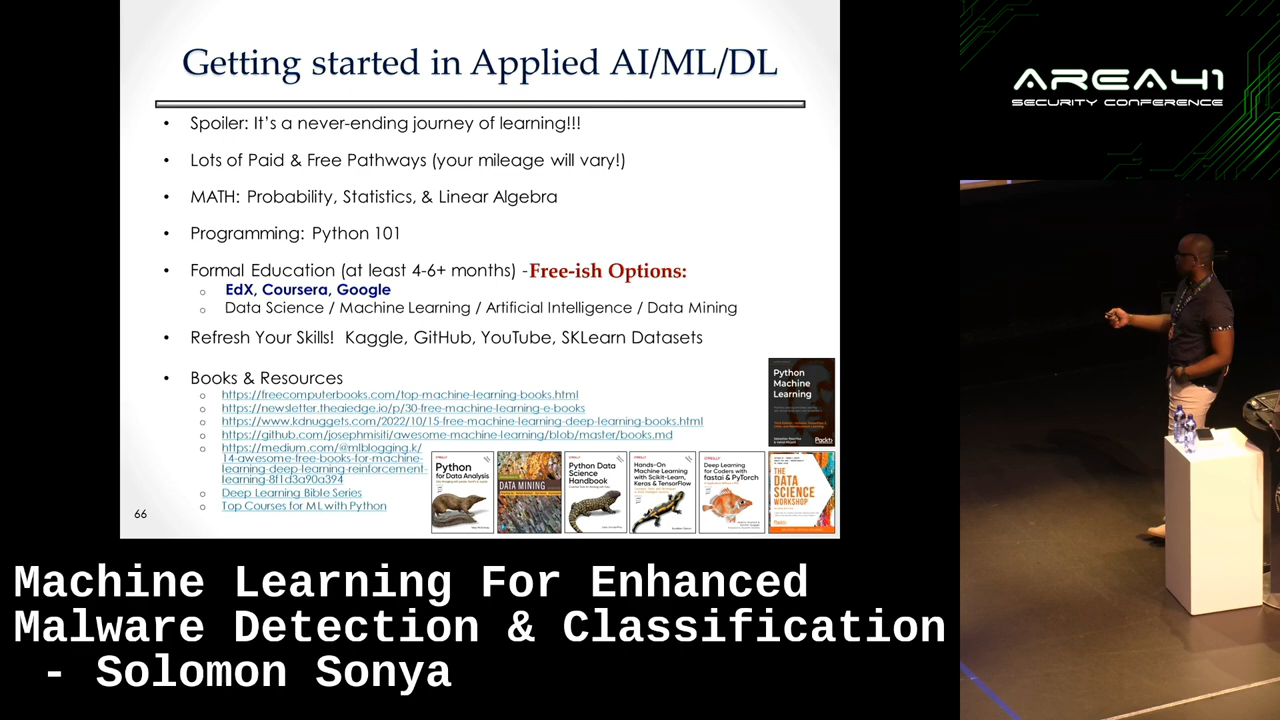 Getting started in Applied AI/ML/DL
AREA41
SECURITY CONFERENCE
• Spoiler: It's a never-ending journey of learning!!!
• Lots of Paid & Free Pathways (your mileage will vary!)
• MATH: Probability, Statistics, & Linear Algebra
• Programming: Python 101
• Formal Education (at least 4-6+ months) -Free-ish Options:
○ EdX, Coursera, Google
○ Data Science / Machine Learning / Artificial Intelligence / Data Mining
• Refresh Your Skills! Kaggle, GitHub, YouTube, SKLearn Datasets
• Books & Resources
○ https://freecomputerbooks.com/top-machine-learning-books.html
○ https://newsletter.theaiedge.io/p/30-free-machine-learning-e-books
○ https://www.kdnuggets.com/2022/10/15-free-machine-learning-deep-learning-books.html
○ https://github.com/josephmisiti/awesome-machine-learning/blob/master/books.md
○ https://medium.com/@mlblogging.k/
14-awesome-free-books-for-machine-
learning-deep-learning-reinforcement-
learning-8f1d3a90a394
○ Deep Learning Bible Series
○ Top Courses for ML with Python
Python
Machine
Learning
Packt
O'REILLY
Python
for Data Analysis
DATA MINING
O'REILLY
Python Data
Science
Handbook
O'REILLY
Hands-On
Machine Learning
with Scikit-Learn,
Keras & TensorFlow
O'REILLY
Deep Learning
for Coders with
fastai & PyTorch
THE
DATA
SCIENCE
WORKSHOP
Packt
66
Machine Learning For Enhanced
Malware Detection & Classification
- Solomon Sonya